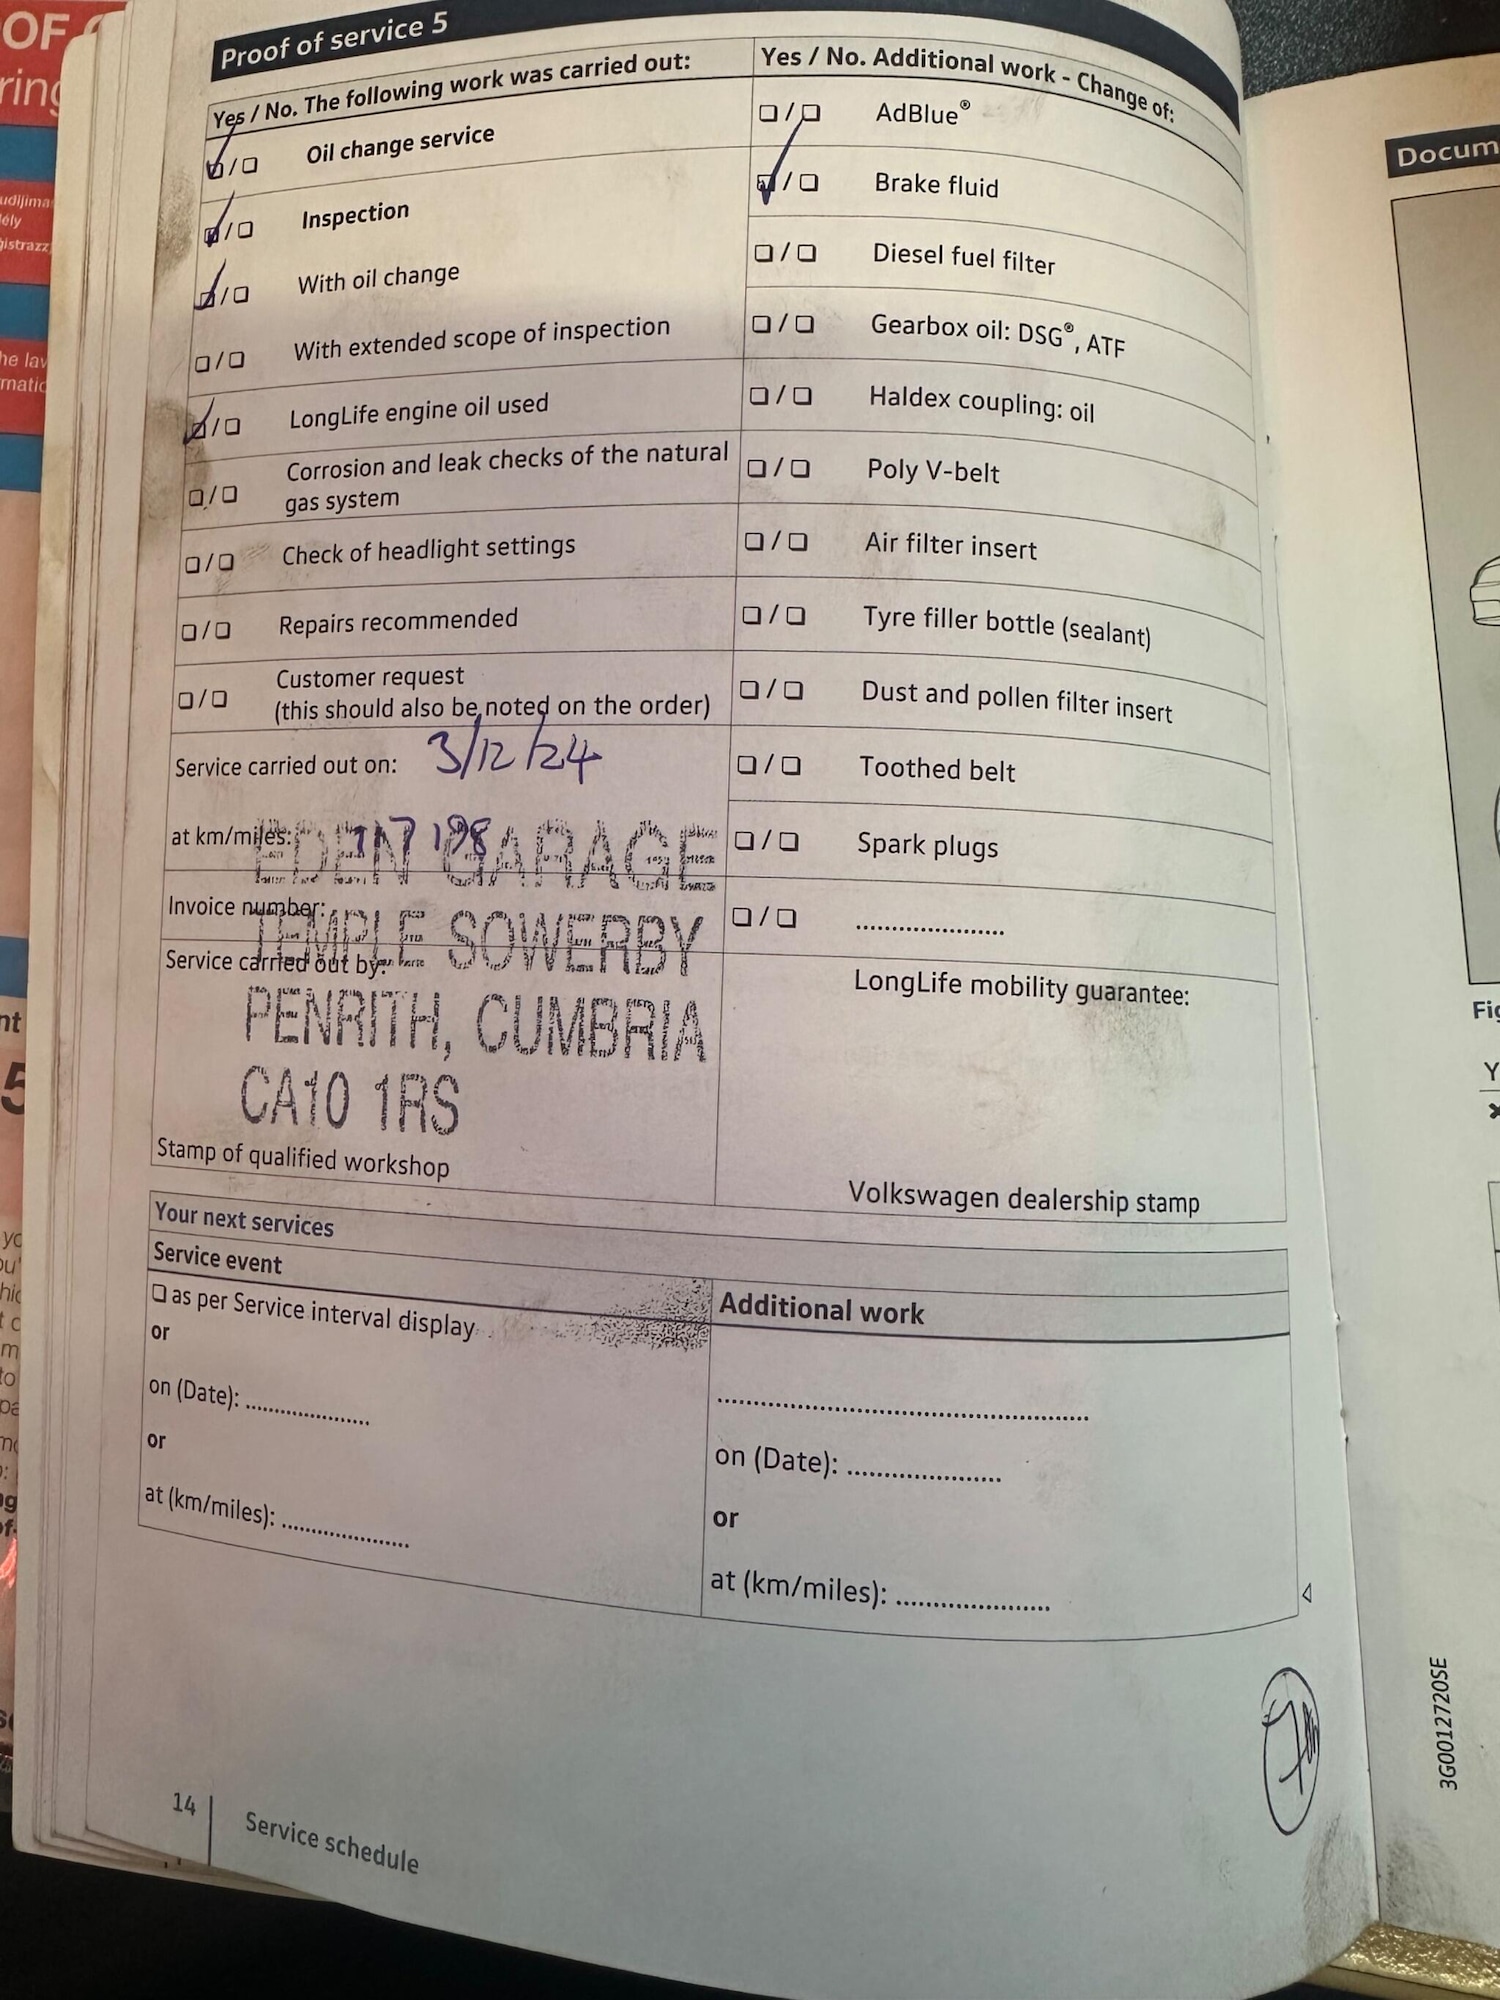 Proof of service 5
Yes / No. The following work was carried out:
☑ / ☐ Oil change service
☑ / ☐ Inspection
☑ / ☐ With oil change
☐ / ☐ With extended scope of inspection
☑ / ☐ LongLife engine oil used
☐ / ☐ Corrosion and leak checks of the natural
gas system
☐ / ☐ Check of headlight settings
☐ / ☐ Repairs recommended
☐ / ☐ Customer request
(this should also be noted on the order)
Service carried out on: 3/12/24
at km/miles: 117 198
Invoice number:
Service carried out by:
EDEN GARAGE
TEMPLE SOWERBY
PENRITH, CUMBRIA
CA10 1RS
Stamp of qualified workshop
Yes / No. Additional work - Change of:
☐ / ☐ AdBlue®
☑ / ☐ Brake fluid
☐ / ☐ Diesel fuel filter
☐ / ☐ Gearbox oil: DSG®, ATF
☐ / ☐ Haldex coupling: oil
☐ / ☐ Poly V-belt
☐ / ☐ Air filter insert
☐ / ☐ Tyre filler bottle (sealant)
☐ / ☐ Dust and pollen filter insert
☐ / ☐ Toothed belt
☐ / ☐ Spark plugs
☐ / ☐ ....................
LongLife mobility guarantee:
Volkswagen dealership stamp
Your next services
Service event
☐ as per Service interval display
or
on (Date): ....................
or
at (km/miles): ....................
Additional work
..................................................
on (Date): ....................
or
at (km/miles): ....................
14
Service schedule
Docum
3G0012720SE
OF